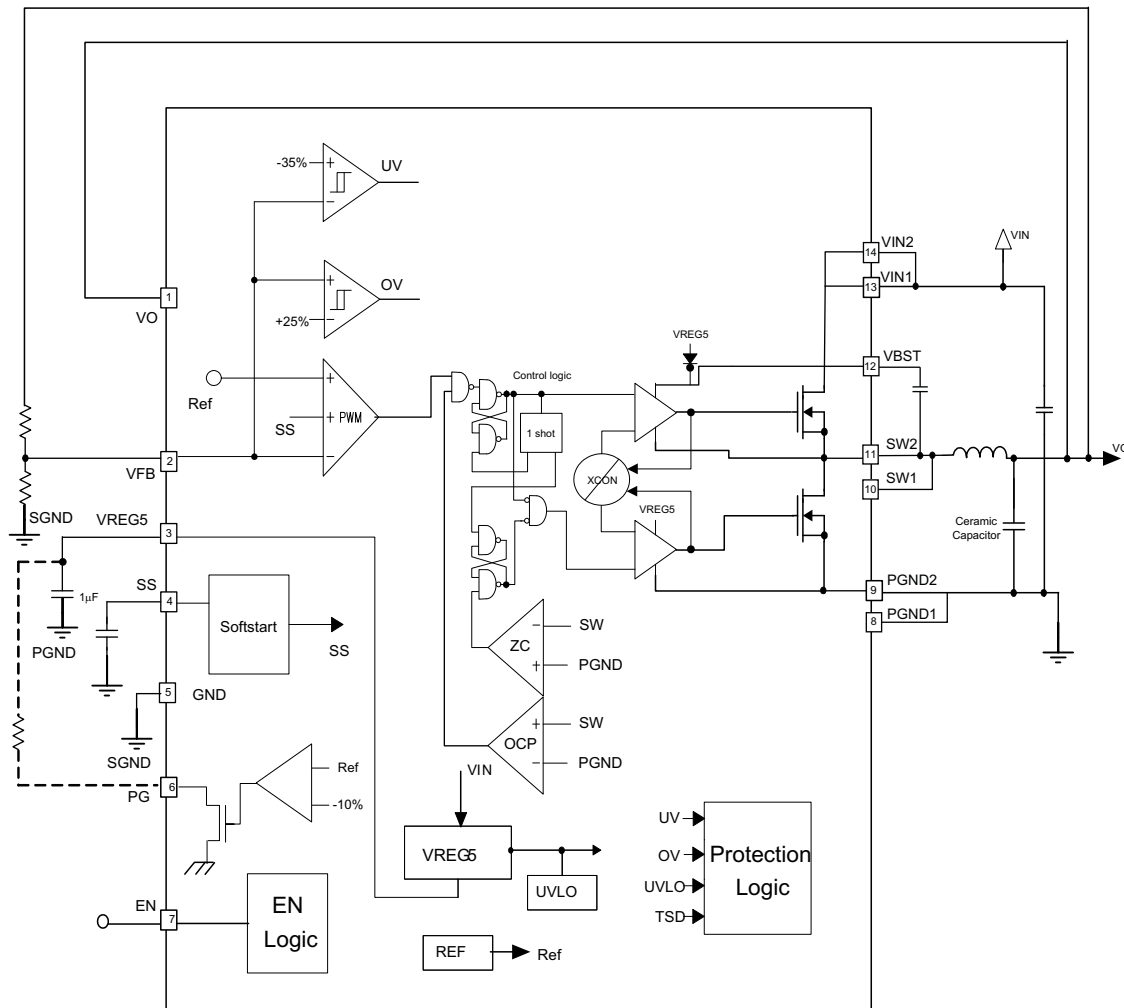 -35%
+
UV
-
+
OV
+25%
-
VIN2
14
VIN
VIN1
13
1
VO
VREG5
VBST
12
Control logic
Ref
+
SS
+
PWM
1 shot
-
2
VFB
SW2
11
VO
SW1
10
XCON
SGND
VREG5
VREG5
3
Ceramic
Capacitor
SS
4
1µF
Softstart
SS
PGND
PGND2
9
PGND1
8
-
SW
ZC
+
PGND
5
GND
SGND
+
SW
OCP
-
PGND
VIN
PG
6
Ref
-10%
VREG5
UVLO
UV
OV
UVLO
TSD
Protection
Logic
EN
7
EN
Logic
REF
Ref